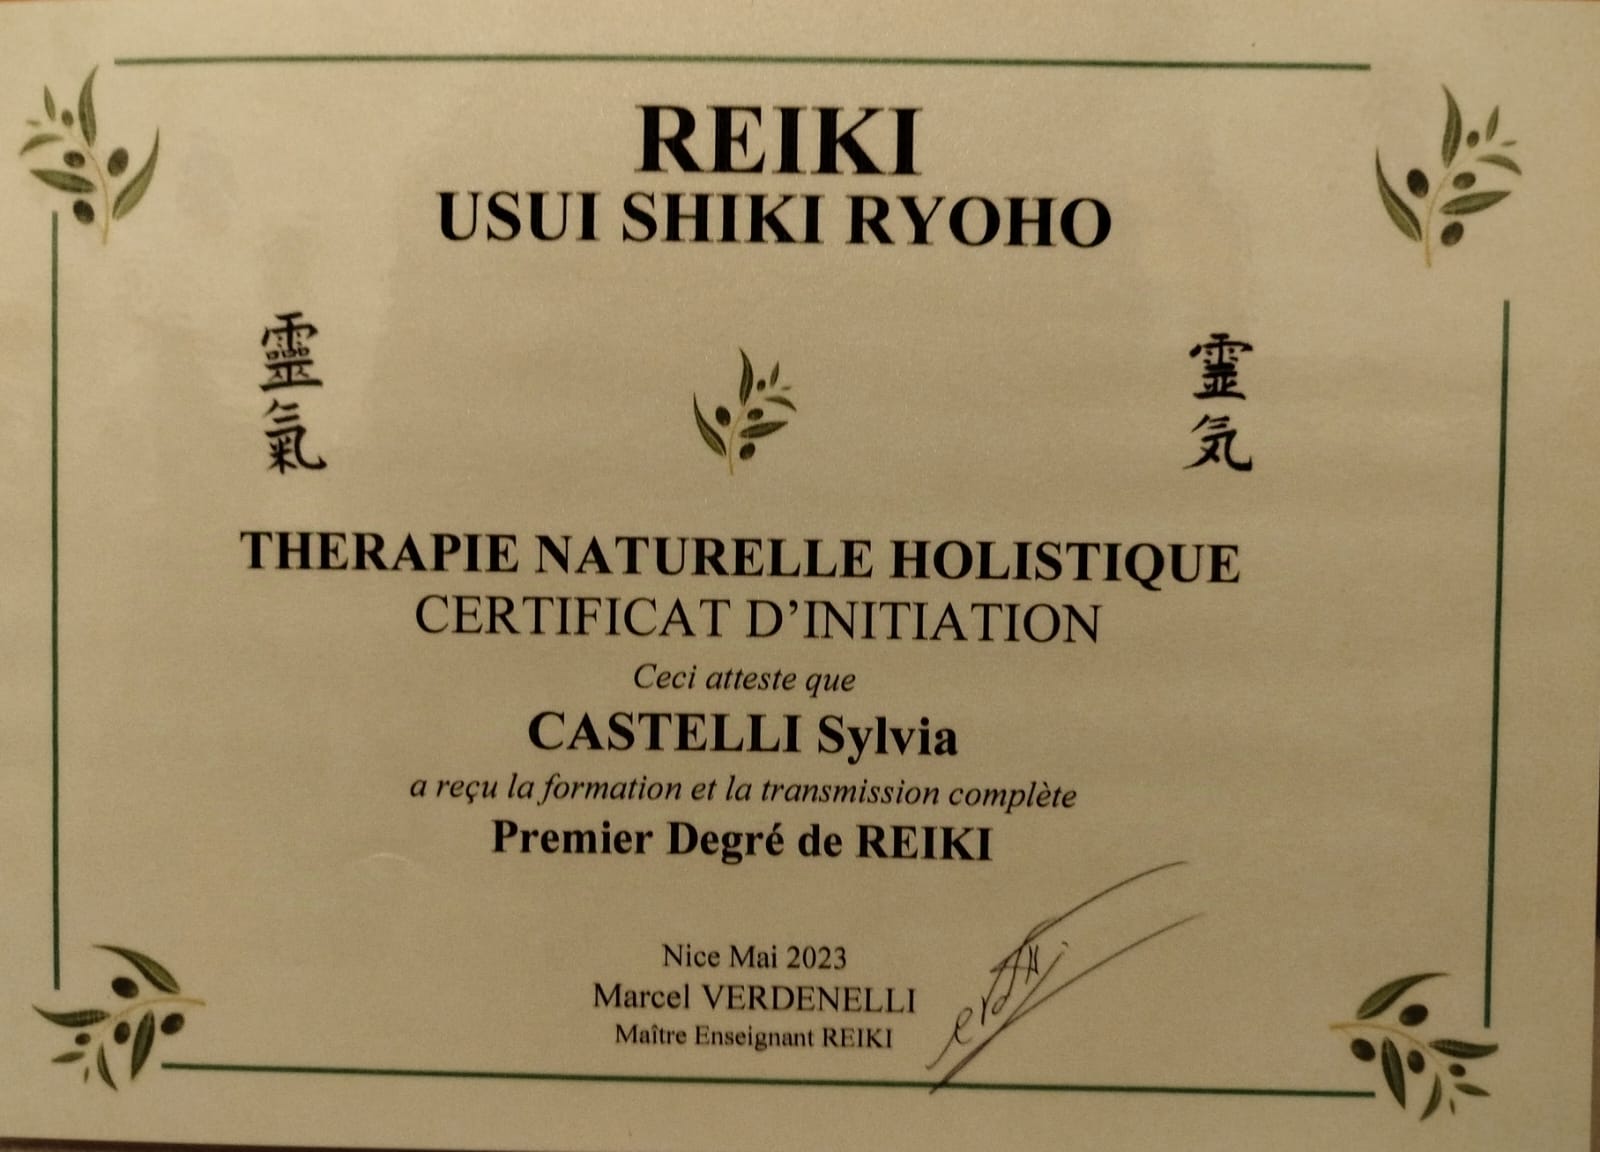 REIKI
USUI SHIKI RYOHO
靈氣
霊気
THERAPIE NATURELLE HOLISTIQUE
CERTIFICAT D'INITIATION
Ceci atteste que
CASTELLI Sylvia
a reçu la formation et la transmission complète
Premier Degré de REIKI
Nice Mai 2023
Marcel VERDENELLI
Maître Enseignant REIKI